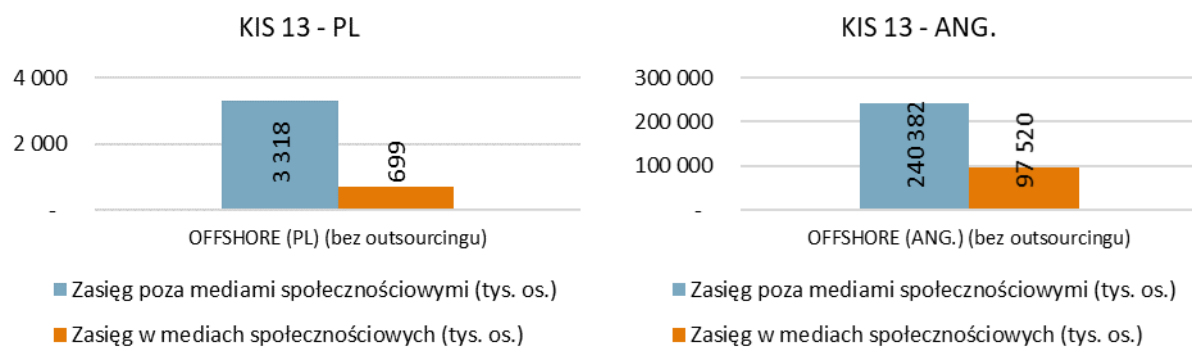 KIS 13 - PL
4 000
2 000
-
3 318
699
OFFSHORE (PL) (bez outsourcingu)
Zasięg poza mediami społecznościowymi (tys. os.)
Zasięg w mediach społecznościowych (tys. os.)
KIS 13 - ANG.
300 000
200 000
100 000
-
240 382
97 520
OFFSHORE (ANG.) (bez outsourcingu)
Zasięg poza mediami społecznościowymi (tys. os.)
Zasięg w mediach społecznościowych (tys. os.)